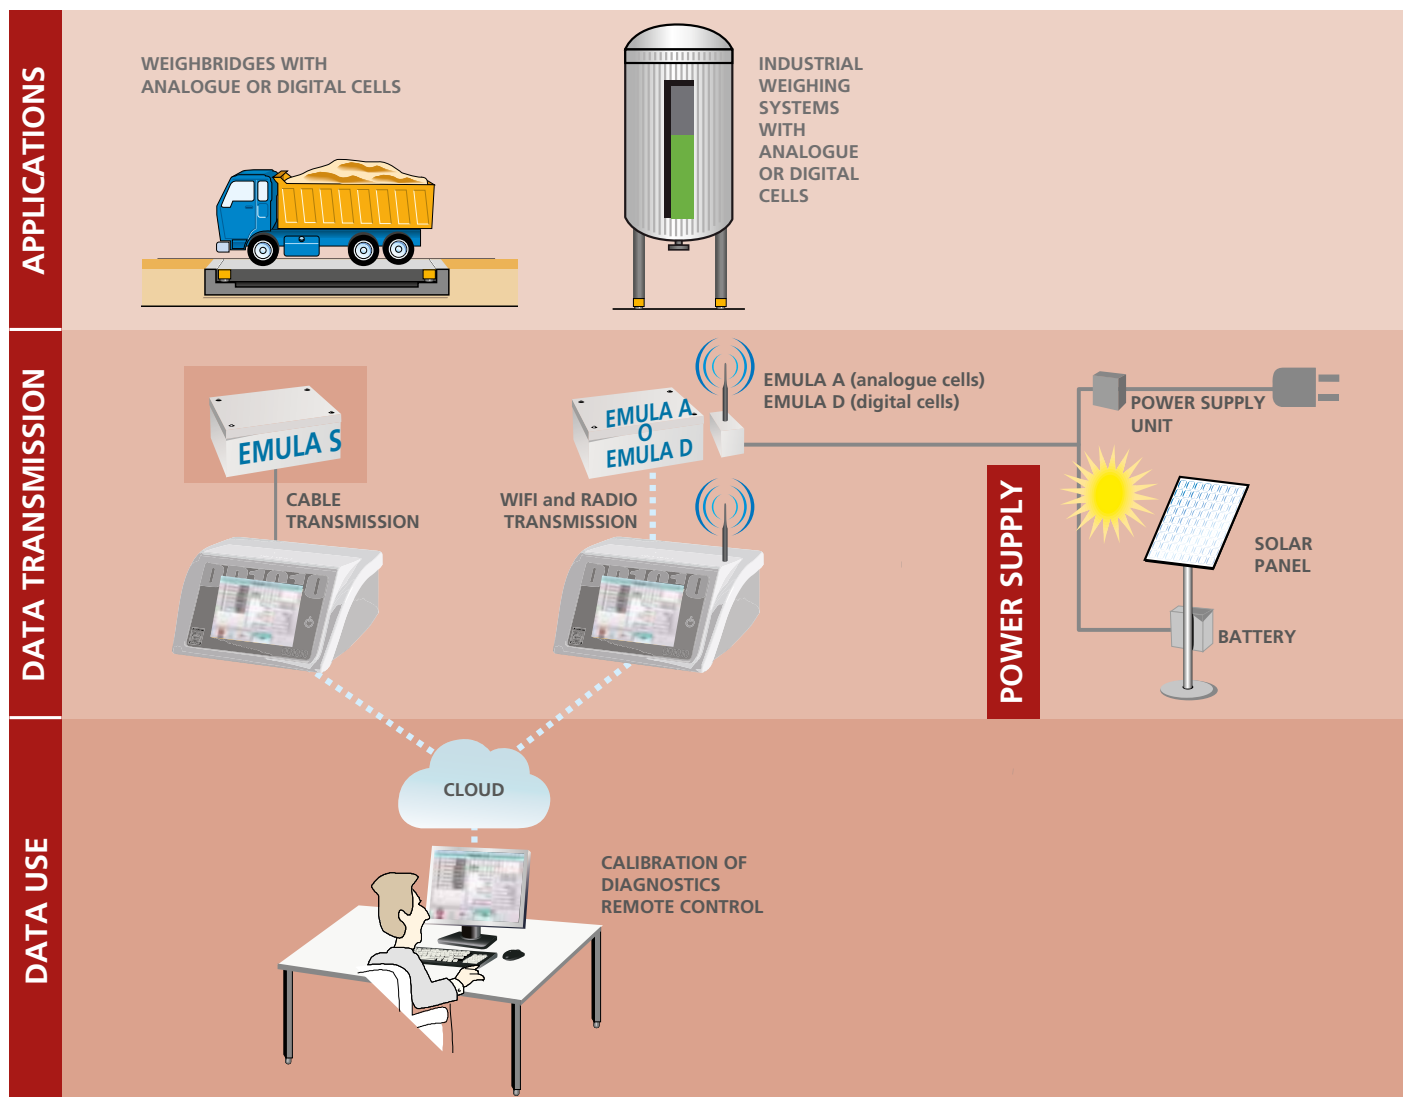 APPLICATIONS
WEIGHBRIDGES WITH
ANALOGUE OR DIGITAL CELLS
INDUSTRIAL
WEIGHING
SYSTEMS
WITH
ANALOGUE
OR DIGITAL
CELLS
DATA TRANSMISSION
EMULA S
CABLE
TRANSMISSION
EMULA A
O
EMULA D
WIFI and RADIO
TRANSMISSION
EMULA A (analogue cells)
EMULA D (digital cells)
POWER SUPPLY
POWER SUPPLY
UNIT
SOLAR
PANEL
BATTERY
DATA USE
CLOUD
CALIBRATION OF
DIAGNOSTICS
REMOTE CONTROL